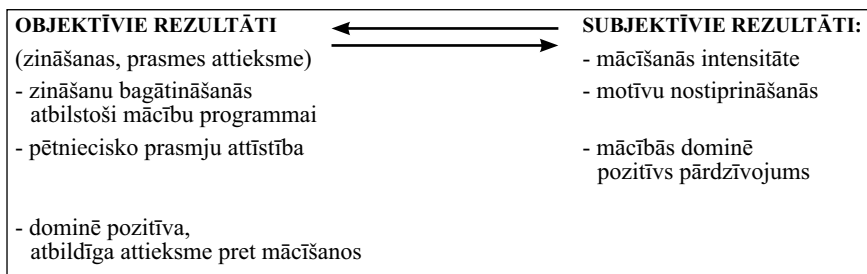 OBJEKTĪVIE REZULTĀTI
(zināšanas, prasmes attieksme)
- zināšanu bagātināšanās
atbilstoši mācību programmai
- pētniecisko prasmju attīstība
- dominē pozitīva,
atbildīga attieksme pret mācīšanos
SUBJEKTĪVIE REZULTĀTI:
- mācīšanās intensitāte
- motīvu nostiprināšanās
- mācībās dominē
pozitīvs pārdzīvojums